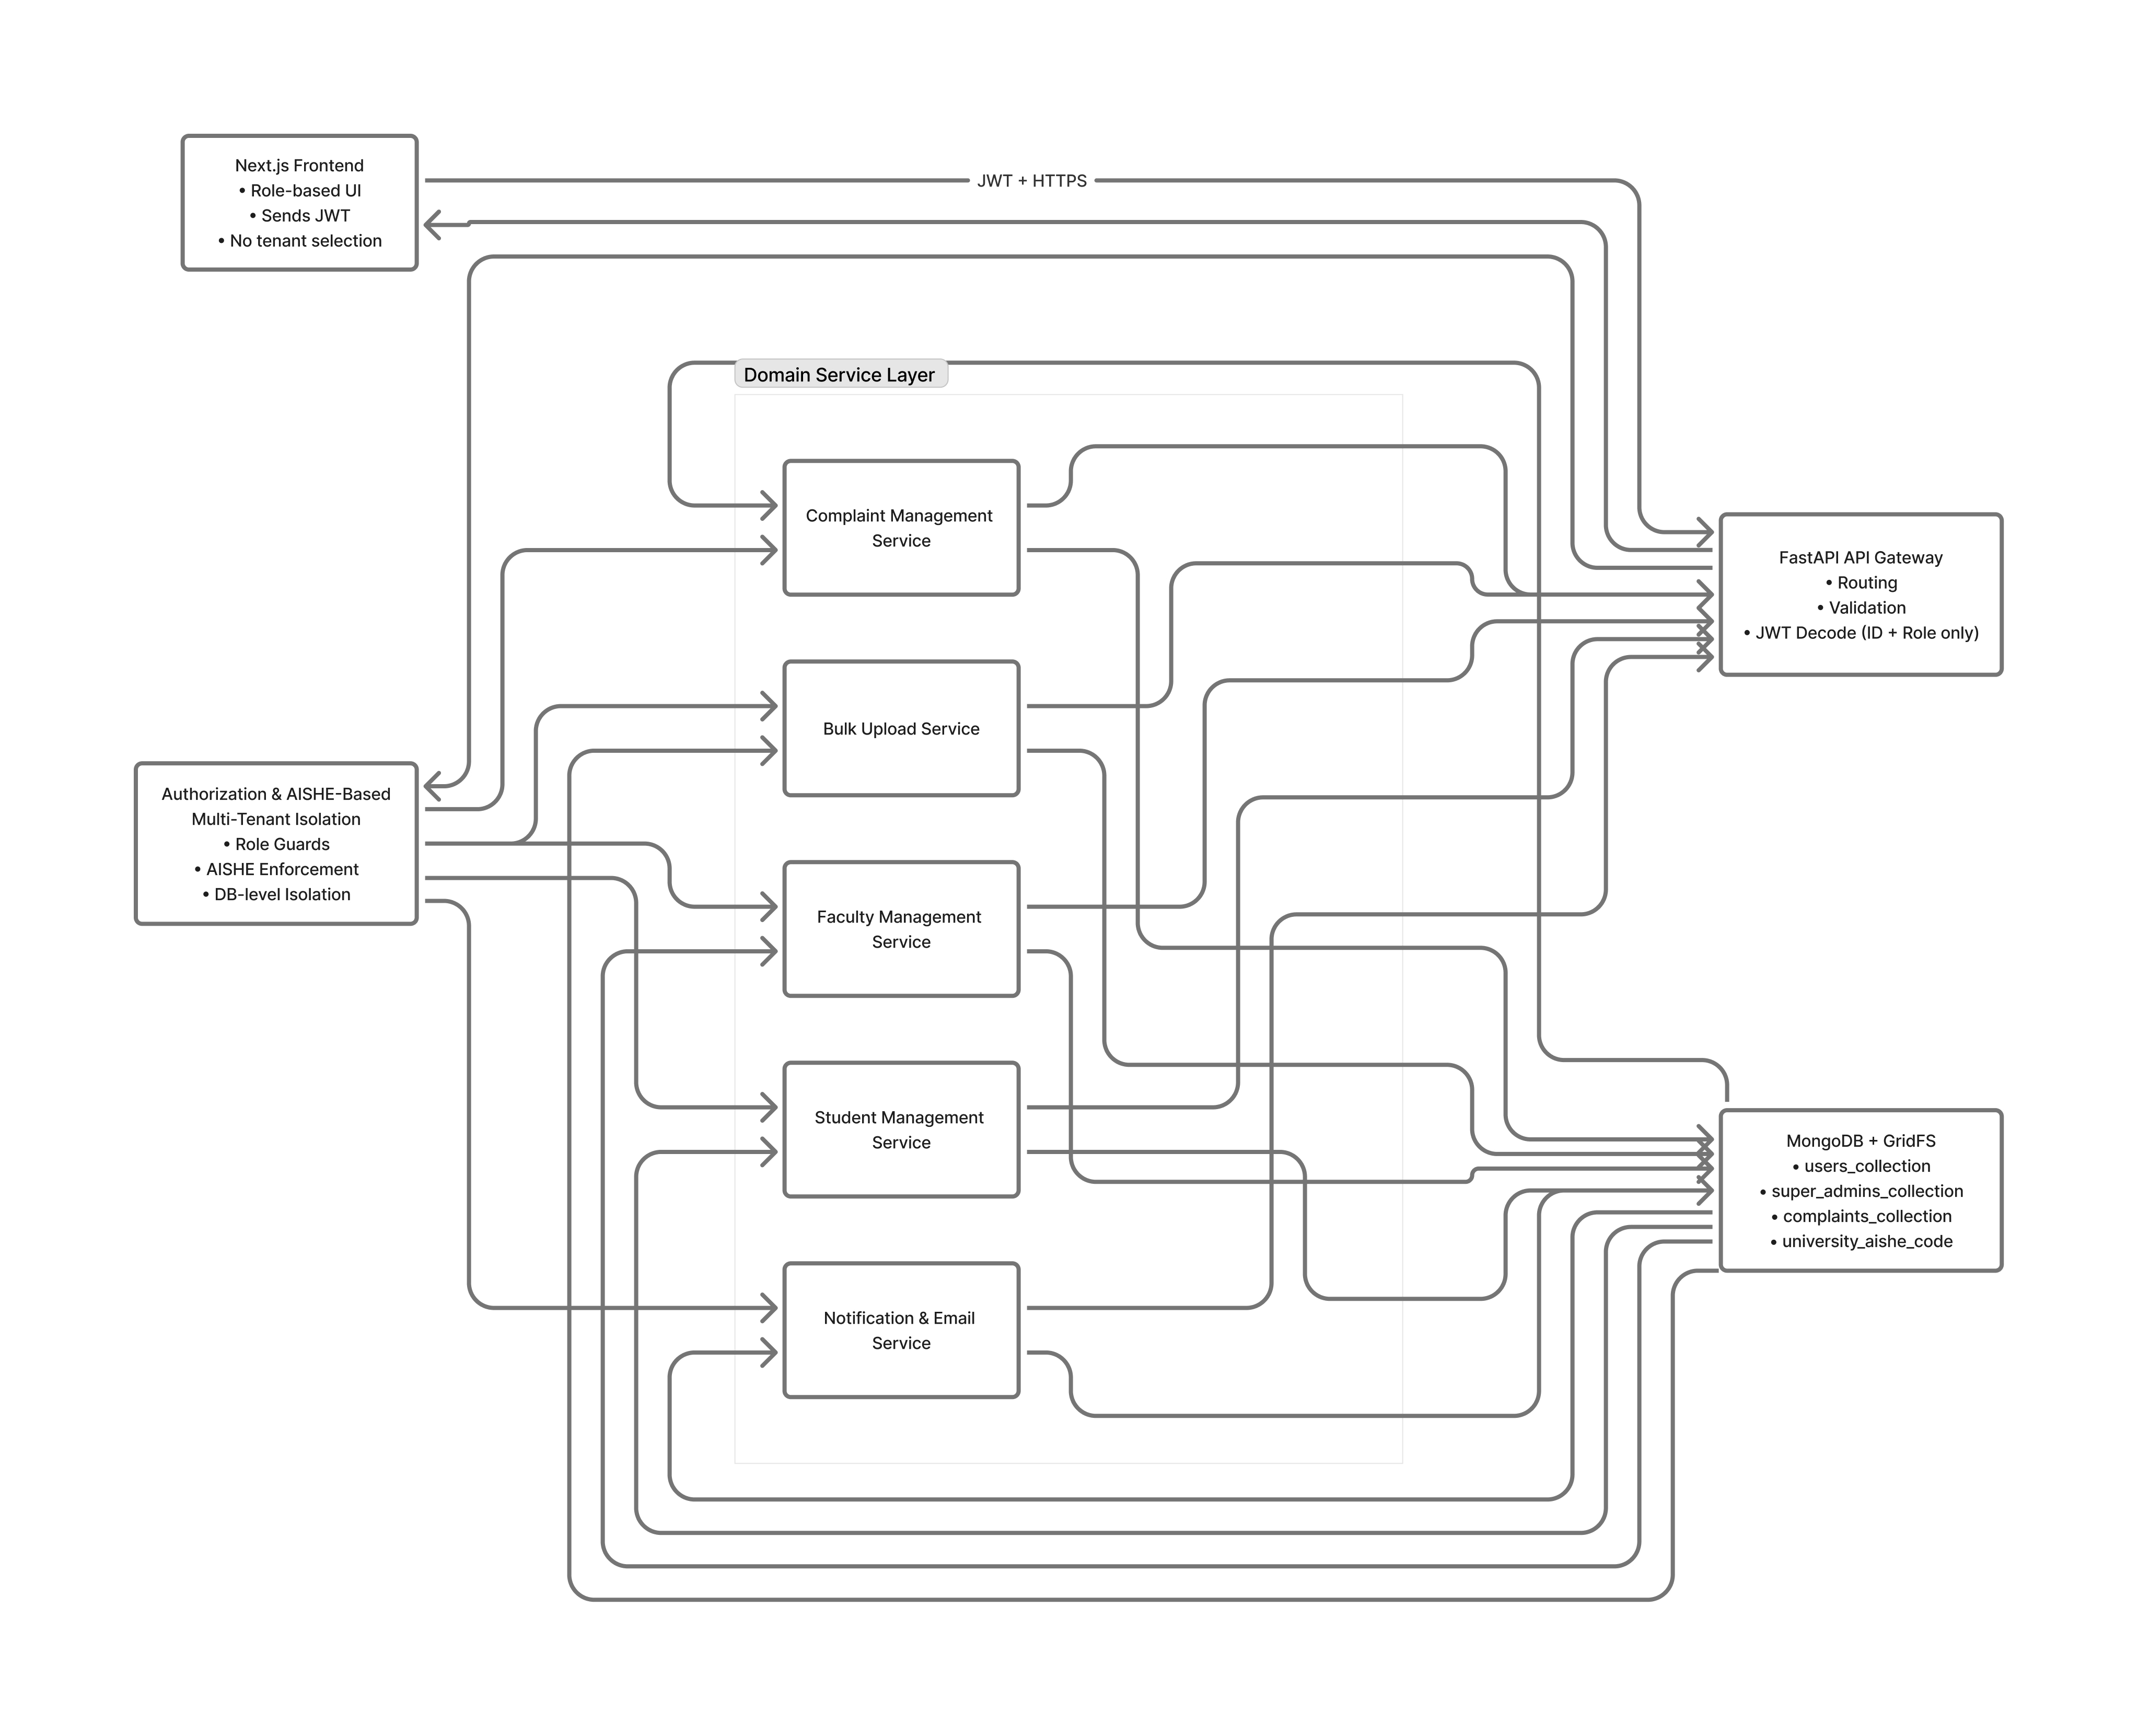 Next.js Frontend
• Role-based UI
• Sends JWT
• No tenant selection
JWT + HTTPS
Domain Service Layer
Complaint Management
Service
FastAPI API Gateway
• Routing
• Validation
• JWT Decode (ID + Role only)
Bulk Upload Service
Authorization & AISHE-Based
Multi-Tenant Isolation
• Role Guards
• AISHE Enforcement
• DB-level Isolation
Faculty Management
Service
Student Management
Service
MongoDB + GridFS
• users_collection
• super_admins_collection
• complaints_collection
• university_aishe_code
Notification & Email
Service